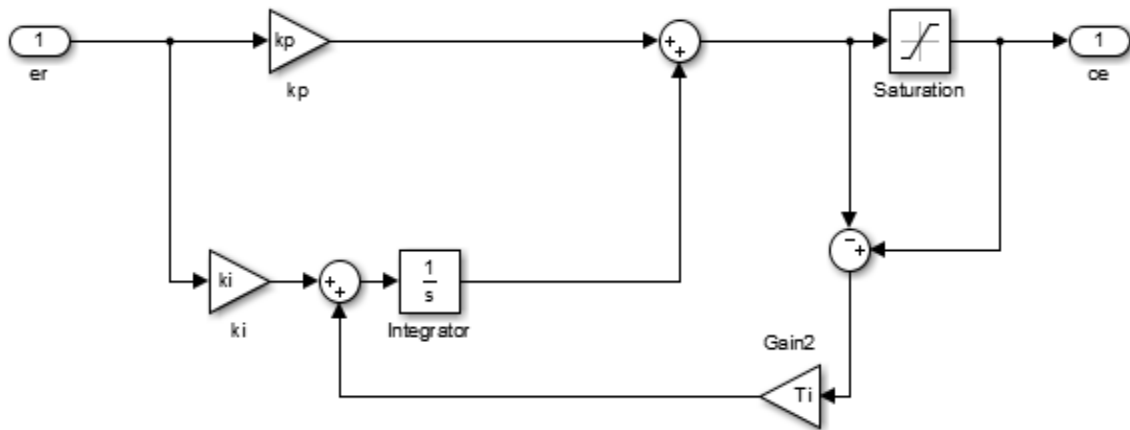 1
er
kp
kp
+
+
Saturation
1
ce
ki
ki
+
+
1
s
Integrator
−
+
Gain2
Ti